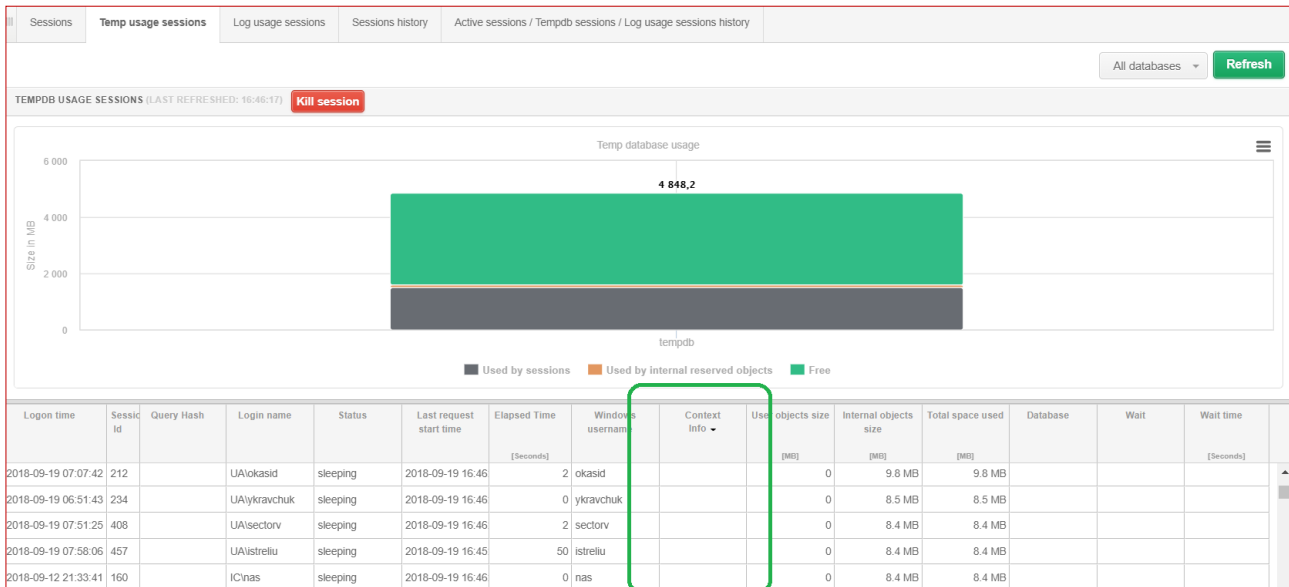 Sessions Temp usage sessions Log usage sessions Sessions history Active sessions / Tempdb sessions / Log usage sessions history
All databases Refresh
TEMPDB USAGE SESSIONS (LAST REFRESHED: 16:46:17) Kill session
Temp database usage
6 000
4 848,2
4 000
Size in MB
2 000
0
tempdb
Used by sessions Used by internal reserved objects Free
Logon time Sessic Query Hash Login name Status Last request Elapsed Time Windows Context User objects size Internal objects Total space used Database Wait Wait time
Id start time username Info size
[Seconds] [MB] [MB] [MB] [Seconds]
2018-09-19 07:07:42 212 UA\okasid sleeping 2018-09-19 16:46 2 okasid 0 9.8 MB 9.8 MB
2018-09-19 06:51:43 234 UA\ykravchuk sleeping 2018-09-19 16:46 0 ykravchuk 0 8.5 MB 8.5 MB
2018-09-19 07:51:25 408 UA\sectorv sleeping 2018-09-19 16:46 2 sectorv 0 8.4 MB 8.4 MB
2018-09-19 07:58:06 457 UA\istreliu sleeping 2018-09-19 16:45 50 istreliu 0 8.4 MB 8.4 MB
2018-09-12 21:33:41 160 IC\nas sleeping 2018-09-19 16:46 0 nas 0 8.4 MB 8.4 MB